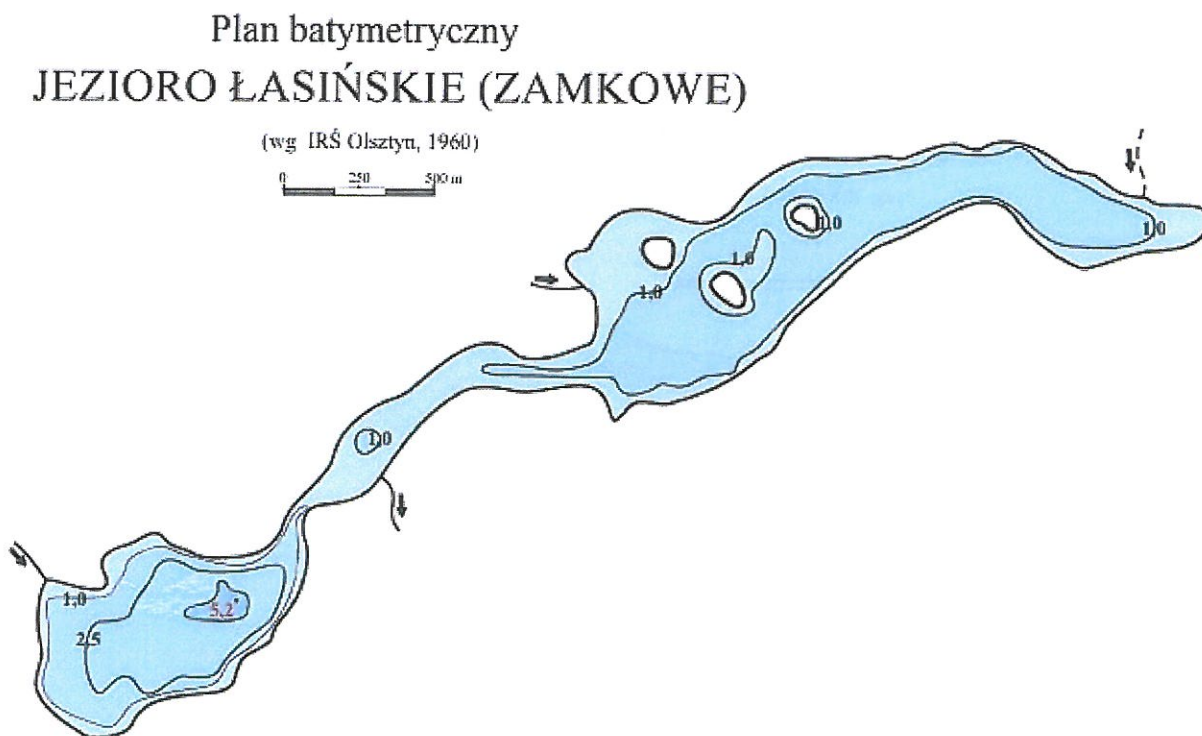 Plan batymetryczny
JEZIORO ŁASIŃSKIE (ZAMKOWE)
(wg IRŚ Olsztyn, 1960)
0 250 500 m
1,0
1,0
1,0
1,0
1,0
1,0
5,2
2,5